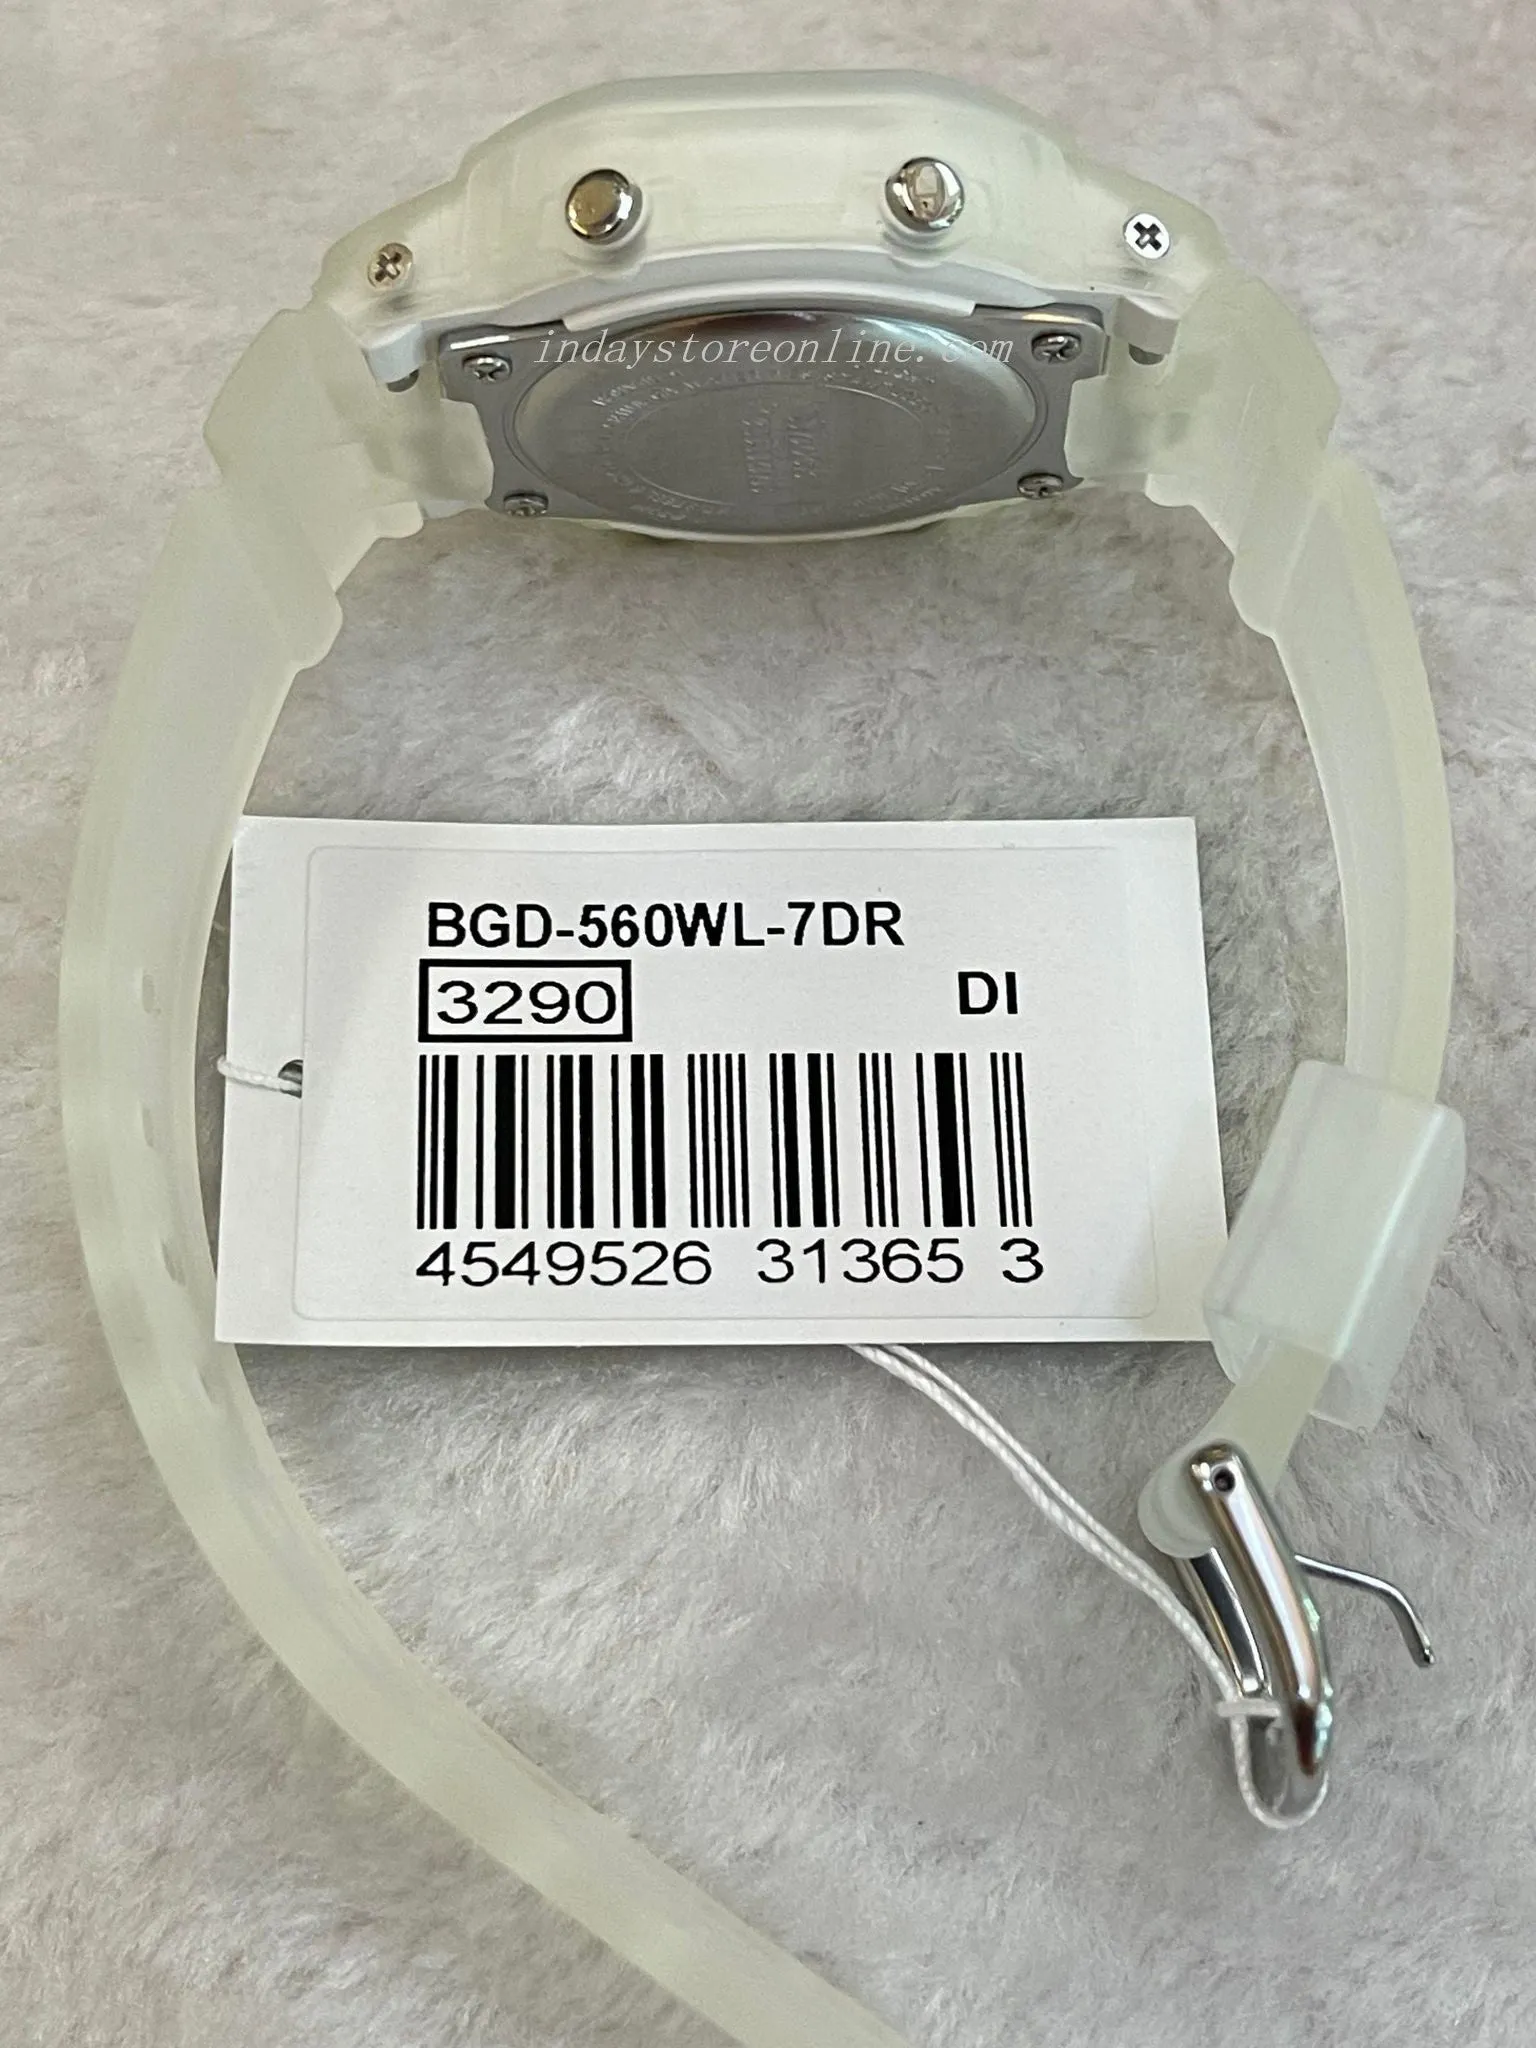 indaystoreonline.com
BGD-560WL-7DR
3290
DI
4549526 31365 3